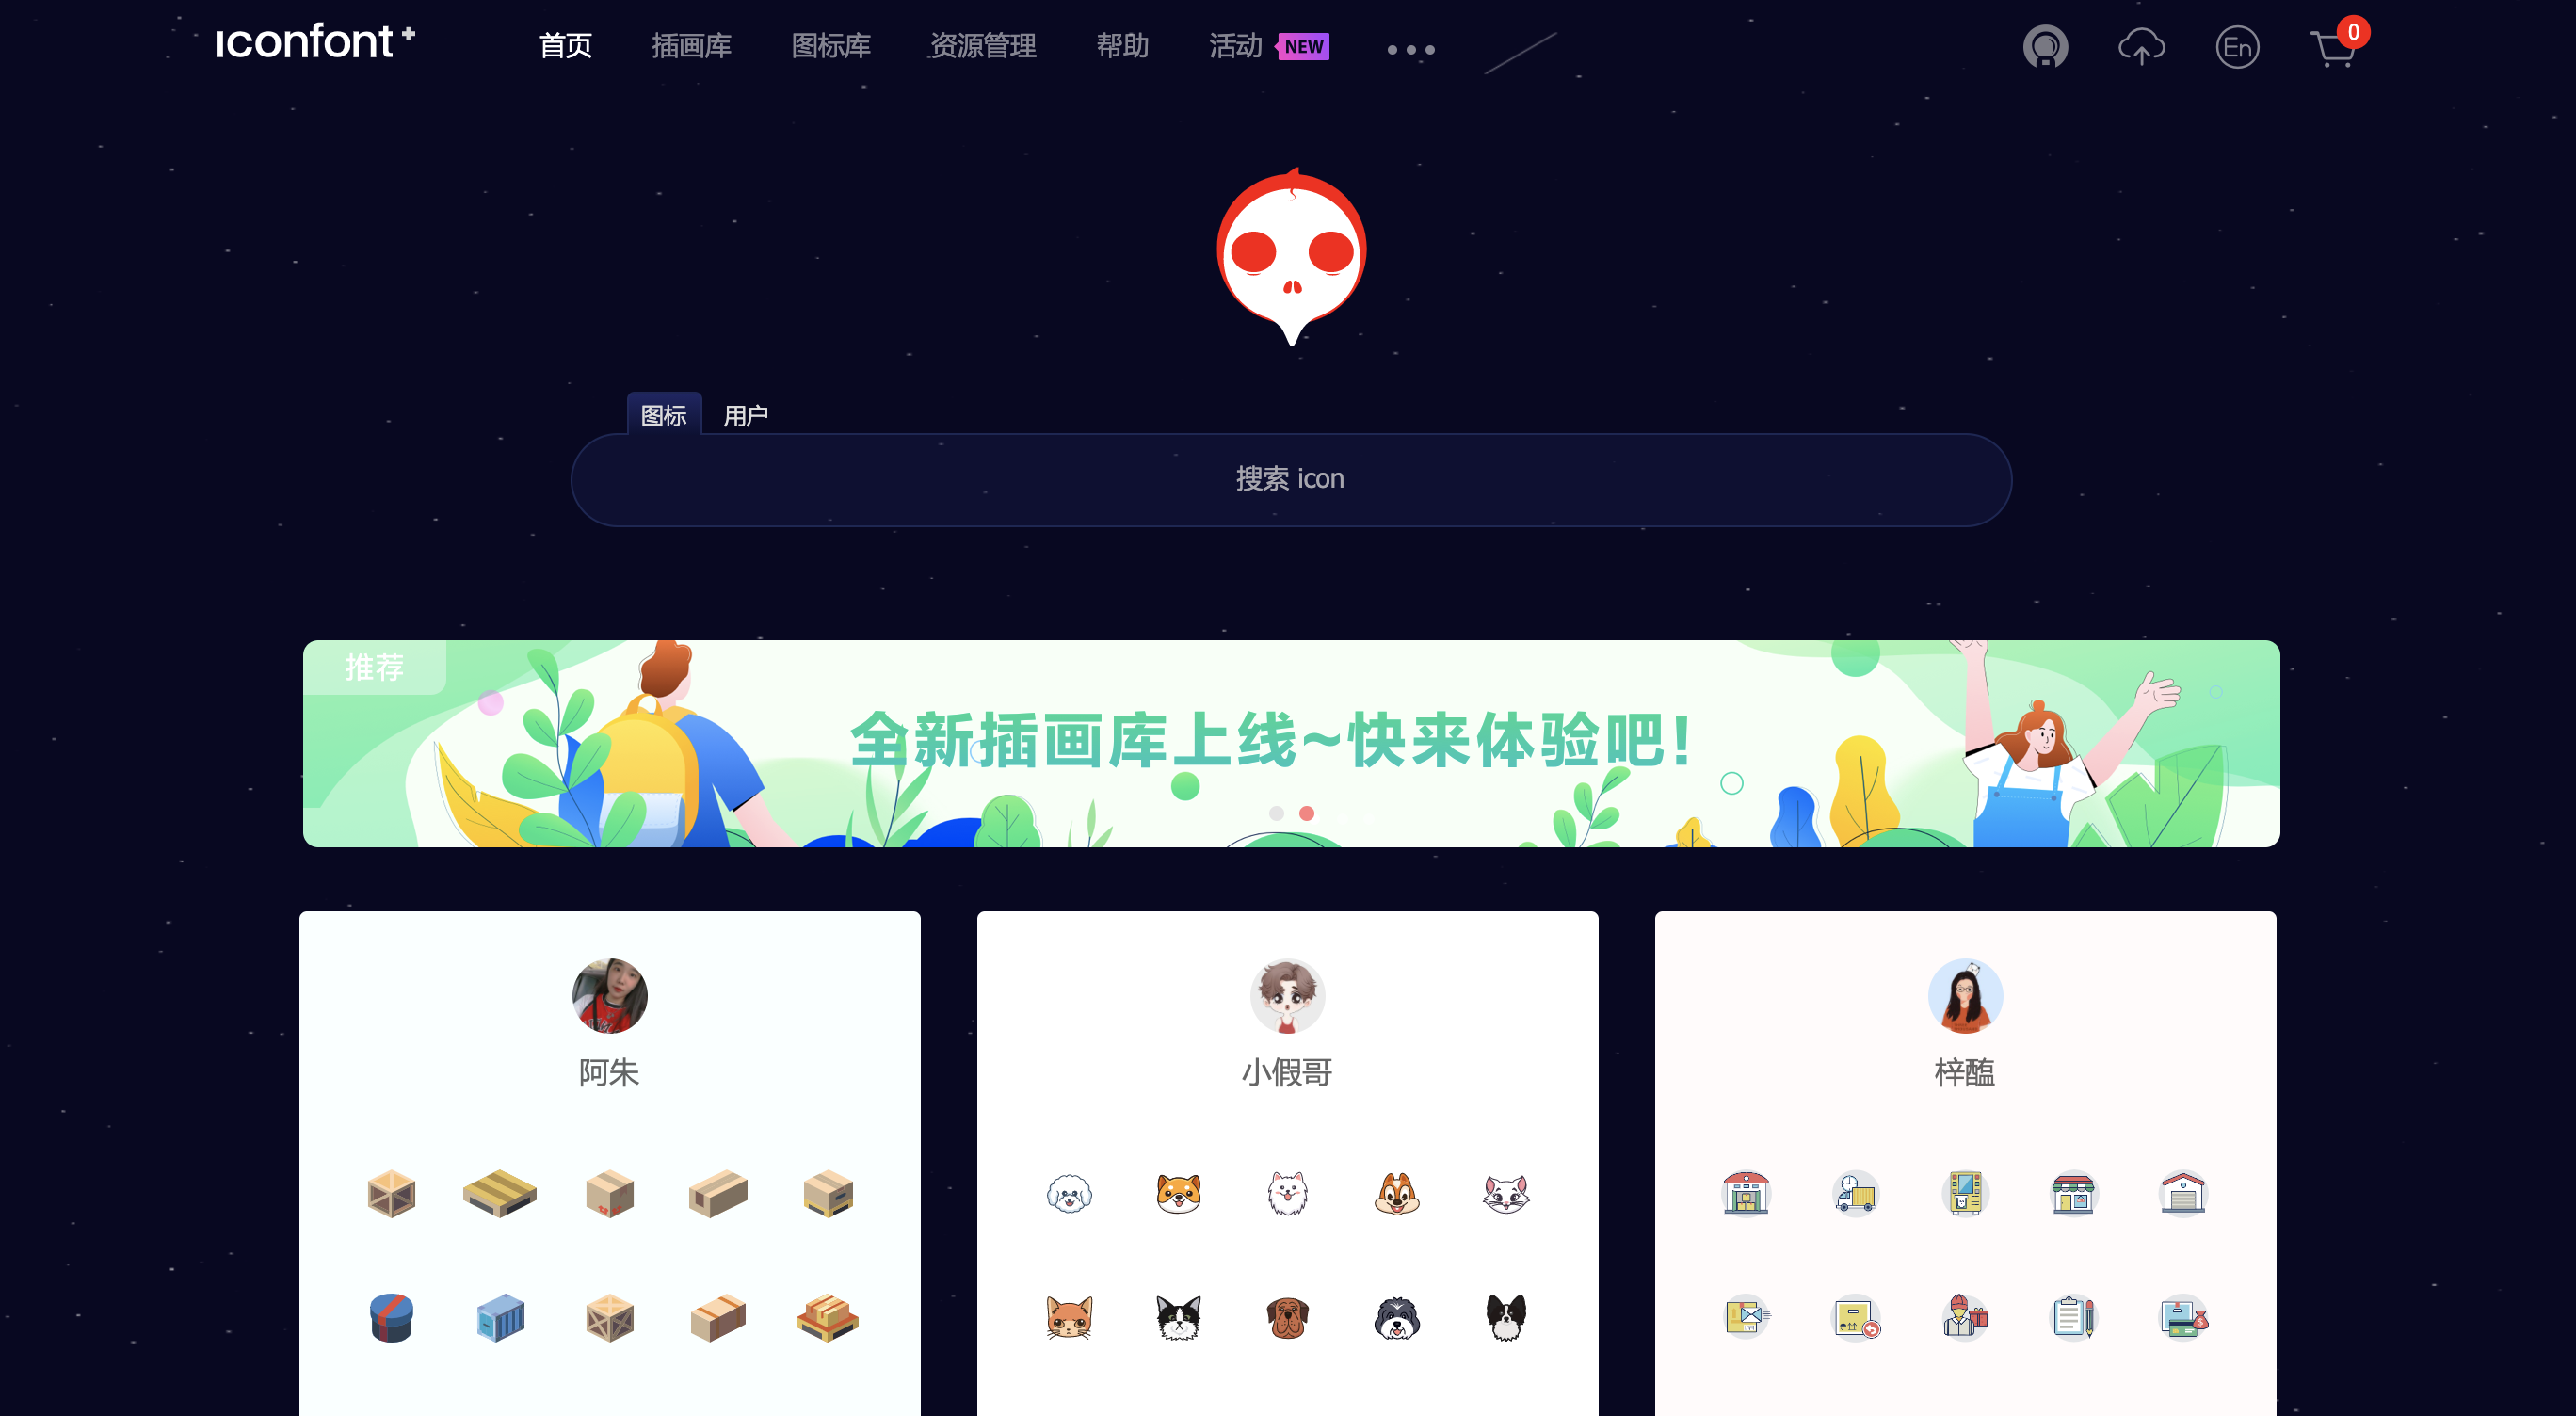 iconfont+
首页 插画库 图标库 资源管理 帮助 活动 NEW
En
0
图标 用户
搜索 icon
推荐
全新插画库上线~快来体验吧!
阿朱 小假哥 梓醢